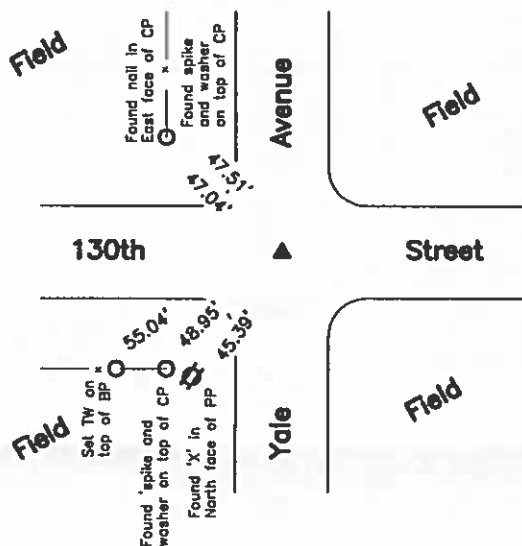 Field
Found nail in
East face of CP
Found spike
and washer
on top of CP
Avenue
Field
47.51'
47.04'
130th
Street
55.04'
48.95'
45.39'
Set TW on
top of BP
Field
Found 'spike and
washer on top of CP
Found 'X' in
North face of PP
Yale
Field